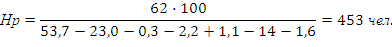 Нр = 62 · 100 / 53,7 − 23,0 − 0,3 − 2,2 + 1,1 − 14 − 1,6 = 453 чел.